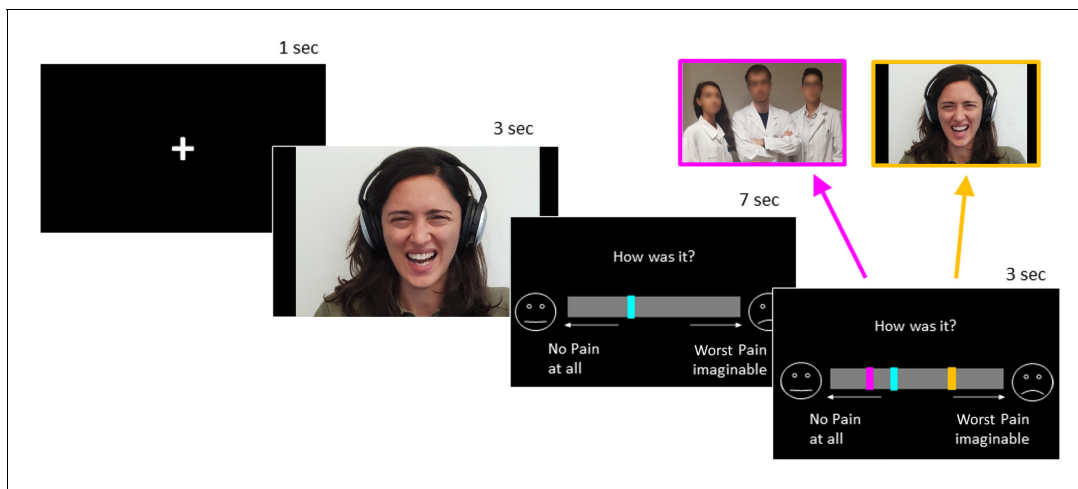 1 sec
3 sec
7 sec
3 sec
How was it?
No Pain
at all
Worst Pain
imaginable
How was it?
No Pain
at all
Worst Pain
imaginable